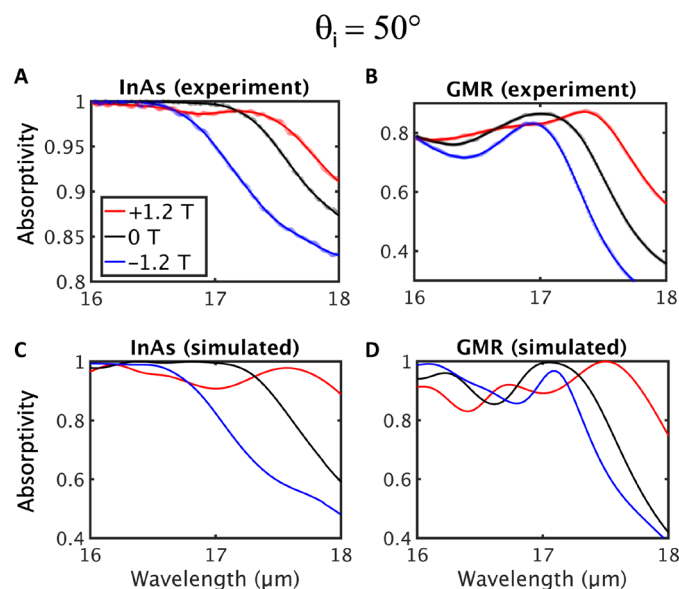 θi = 50°
A
InAs (experiment)
B
GMR (experiment)
Absorptivity
1
0.95
0.9
0.85
0.8
+1.2 T
0 T
−1.2 T
16
17
18
0.8
0.6
0.4
16
17
18
C
InAs (simulated)
D
GMR (simulated)
Absorptivity
1
0.8
0.6
0.4
16
17
18
Wavelength (μm)
1
0.8
0.6
0.4
16
17
18
Wavelength (μm)